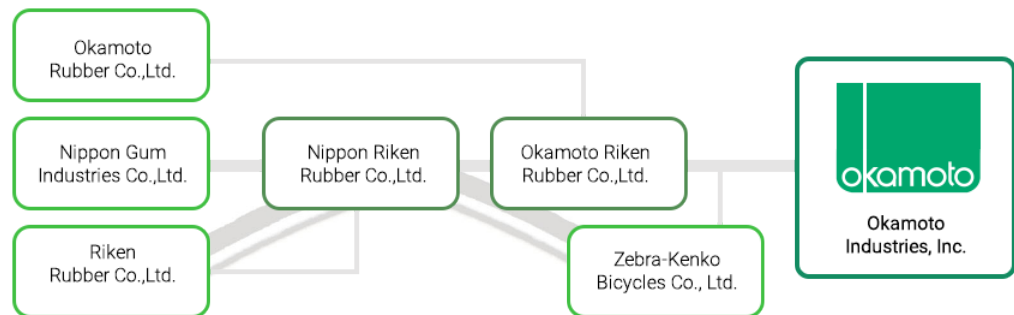 Okamoto
Rubber Co.,Ltd.
Nippon Gum
Industries Co.,Ltd.
Riken
Rubber Co.,Ltd.
Nippon Riken
Rubber Co.,Ltd.
Okamoto Riken
Rubber Co.,Ltd.
Zebra-Kenko
Bicycles Co., Ltd.
okamoto
Okamoto
Industries, Inc.